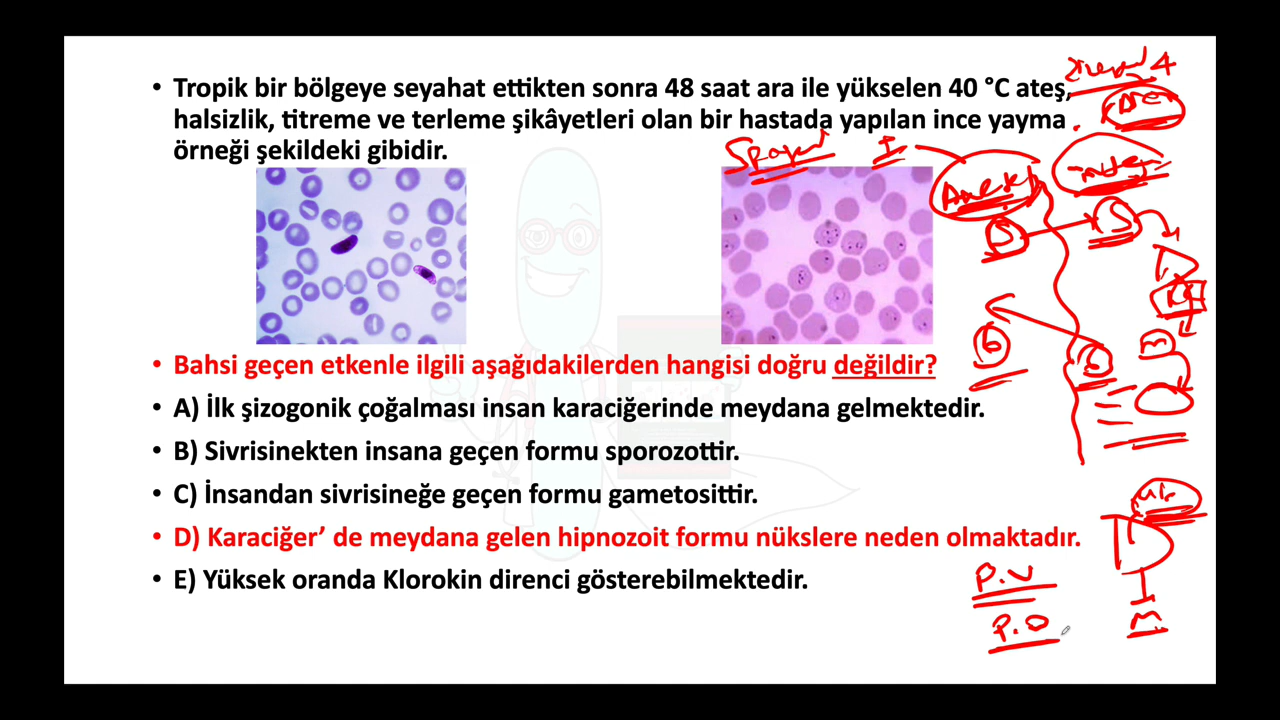 • Tropik bir bölgeye seyahat ettikten sonra 48 saat ara ile yükselen 40 °C ateş,
halsizlik, titreme ve terleme şikâyetleri olan bir hastada yapılan ince yayma
örneği şekildeki gibidir.
• Bahsi geçen etkenle ilgili aşağıdakilerden hangisi doğru değildir?
• A) İlk şizogonik çoğalması insan karaciğerinde meydana gelmektedir.
• B) Sivrisinekten insana geçen formu sporozottir.
• C) İnsandan sivrisineğe geçen formu gametosittir.
• D) Karaciğer’ de meydana gelen hipnozoit formu nükslere neden olmaktadır.
• E) Yüksek oranda Klorokin direnci gösterebilmektedir.
S
S
G
P.V
P.O